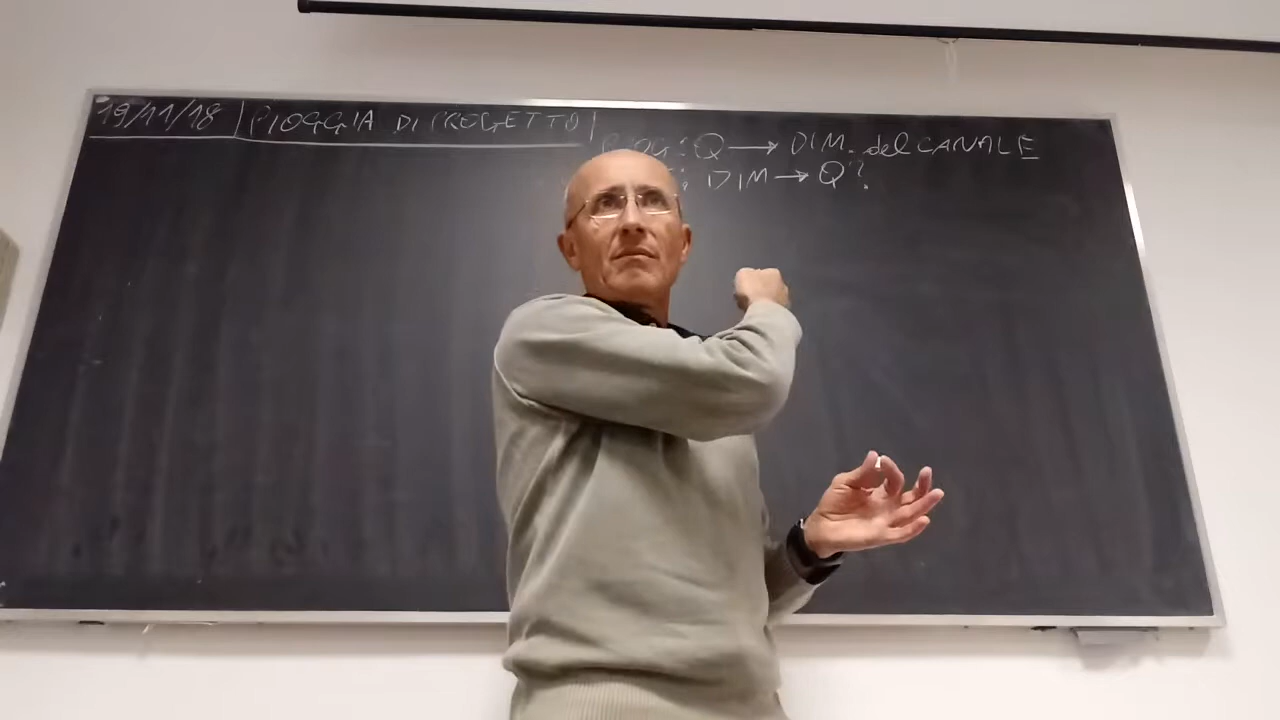 19/11/18 | PIOGGIA DI PROGETTO |
Q → DIM. del CANALE
: DIM → Q?